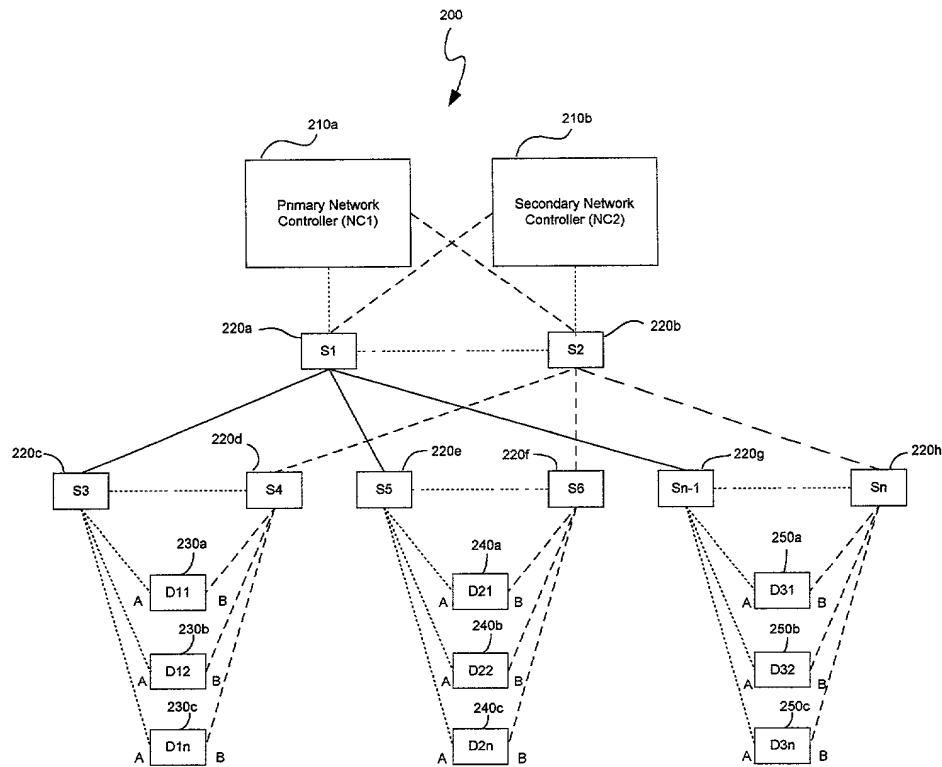 200
210a
210b
Primary Network
Controller (NC1)
Secondary Network
Controller (NC2)
220a
220b
S1
S2
220c
220d
220e
220f
220g
220h
S3
S4
S5
S6
Sn-1
Sn
230a
240a
250a
D11
D21
D31
A
B
A
B
A
B
230b
240b
250b
D12
D22
D32
A
B
A
B
A
B
230c
240c
250c
D1n
D2n
D3n
A
B
A
B
A
B